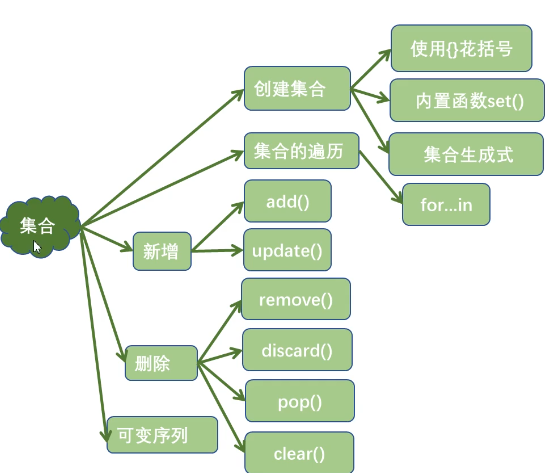 使用{}花括号
创建集合
内置函数set()
集合生成式
集合的遍历
for...in
集合
add()
新增
update()
remove()
删除
discard()
pop()
可变序列
clear()